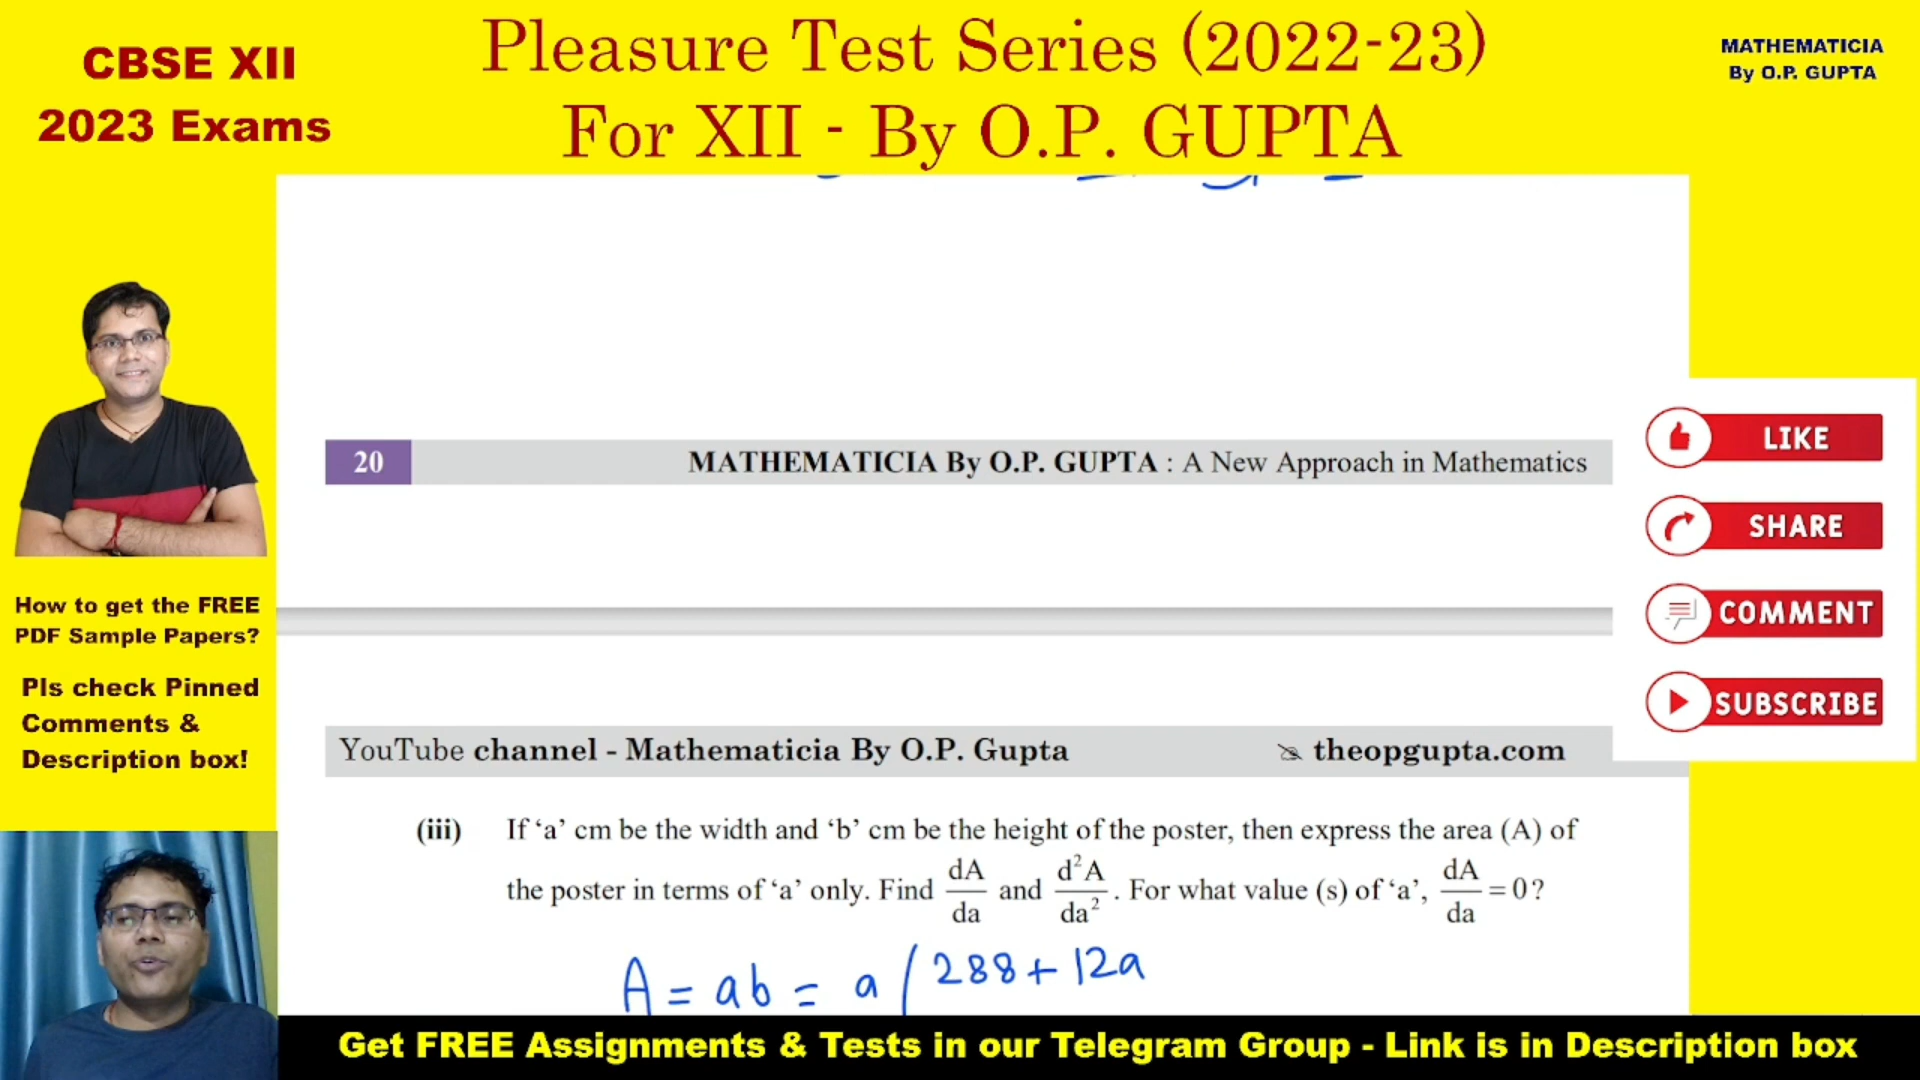 CBSE XII
2023 Exams
Pleasure Test Series (2022-23)
For XII - By O.P. GUPTA
MATHEMATICIA
By O.P. GUPTA
20
MATHEMATICIA By O.P. GUPTA : A New Approach in Mathematics
LIKE
SHARE
COMMENT
SUBSCRIBE
How to get the FREE
PDF Sample Papers?
Pls check Pinned
Comments &
Description box!
YouTube channel - Mathematicia By O.P. Gupta
theopgupta.com
(iii) If ‘a’ cm be the width and ‘b’ cm be the height of the poster, then express the area (A) of
the poster in terms of ‘a’ only. Find dA/da and d²A/da². For what value (s) of ‘a’, dA/da = 0?
A = ab = a ( 288 + 12a
Get FREE Assignments & Tests in our Telegram Group - Link is in Description box